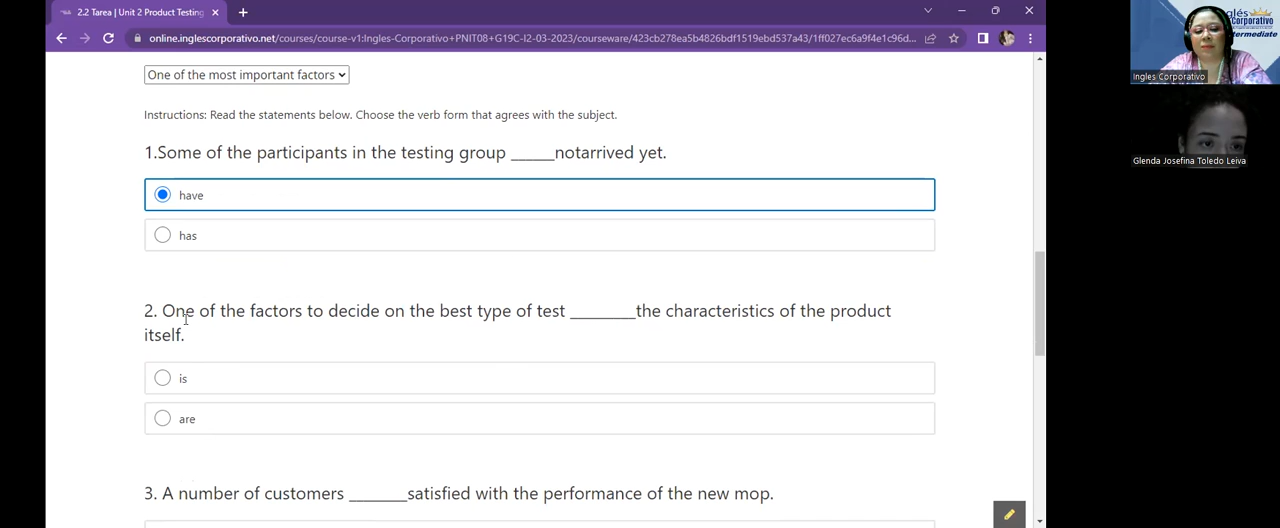 2.2 Tarea | Unit 2 Product Testing
online.inglescorporativo.net/courses/course-v1:Ingles-Corporativo+PNIT08+G19C-I2-03-2023/courseware/423cb278ea5b4826bdf1519ebd537a43/1ff027ec6a9f4e1c96d...
One of the most important factors
Instructions: Read the statements below. Choose the verb form that agrees with the subject.
1.Some of the participants in the testing group ______notarrived yet.
have
has
2. One of the factors to decide on the best type of test _________the characteristics of the product
itself.
is
are
3. A number of customers ________satisfied with the performance of the new mop.
Inglés
Corporativo
Ingles Corporativo
Glenda Josefina Toledo Leiva